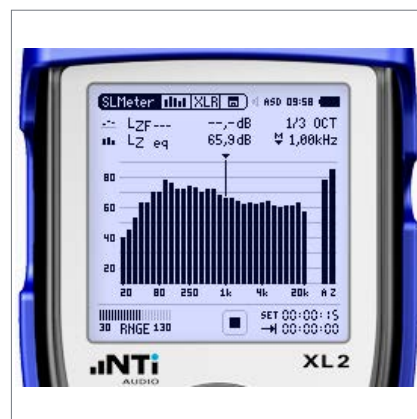 SLMeter XLR ASD 09:58
LZF--- --,-dB 1/3 OCT
LZ eq 65,9dB M 1,00kHz
80
60
40
20
20 80 250 1k 4k 20k A Z
30 RNGE 130
SET 00:00:15
00:00:00
NTi
AUDIO
XL2